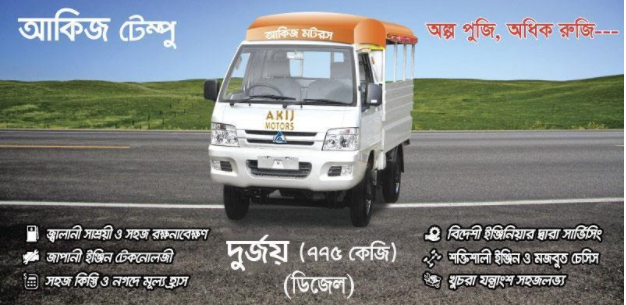 আকিজ টেম্পু
অল্প পুজি, অধিক রুজি---
আকিজ মটরস
AKIJ
MOTORS
জ্বালানী সাশ্রয়ী ও সহজ রক্ষনাবেক্ষণ
জাপানী ইঞ্জিন টেকনোলজী
সহজ কিস্তি ও নগদে মূল্য হ্রাস
দুর্জয় (৭৭৫ কেজি)
(ডিজেল)
বিদেশী ইঞ্জিনিয়ার দ্বারা সার্ভিসিং
শক্তিশালী ইঞ্জিন ও মজবুত চেসিস
খুচরা যন্ত্রাংশ সহজলভ্য